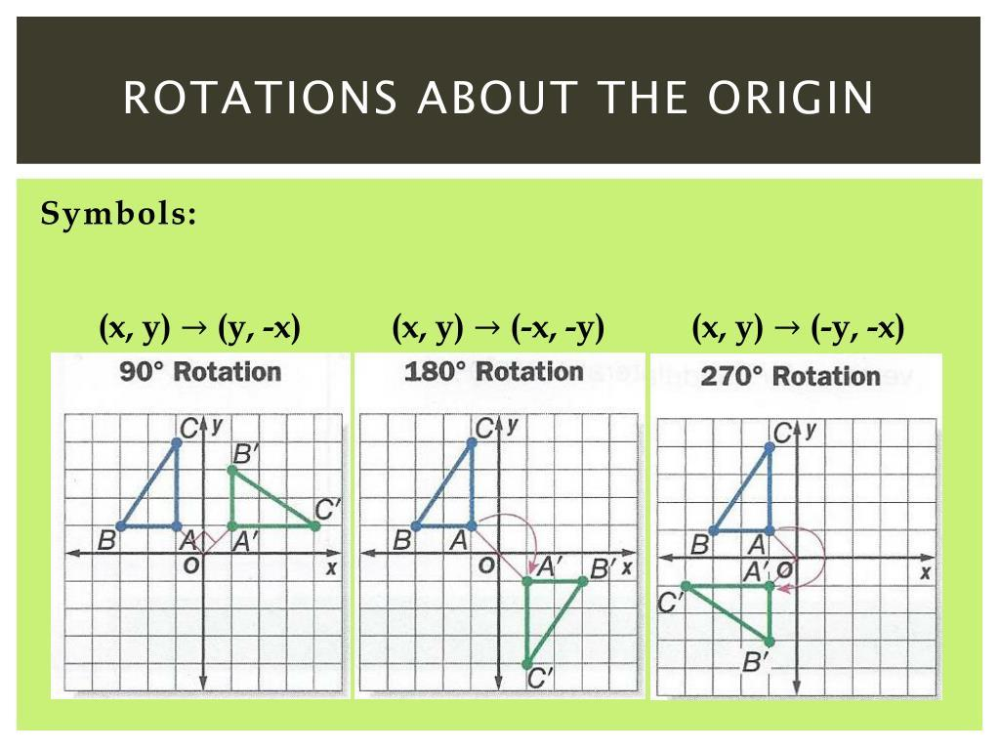 ROTATIONS ABOUT THE ORIGIN
Symbols:
(x, y) → (y, -x)
(x, y) → (-x, -y)
(x, y) → (-y, -x)
90° Rotation
C
y
B'
C'
B
A
A'
O
x
180° Rotation
C
y
B
A
O
A'
B'
x
C'
270° Rotation
C
y
B
A
A'
O
x
C'
B'